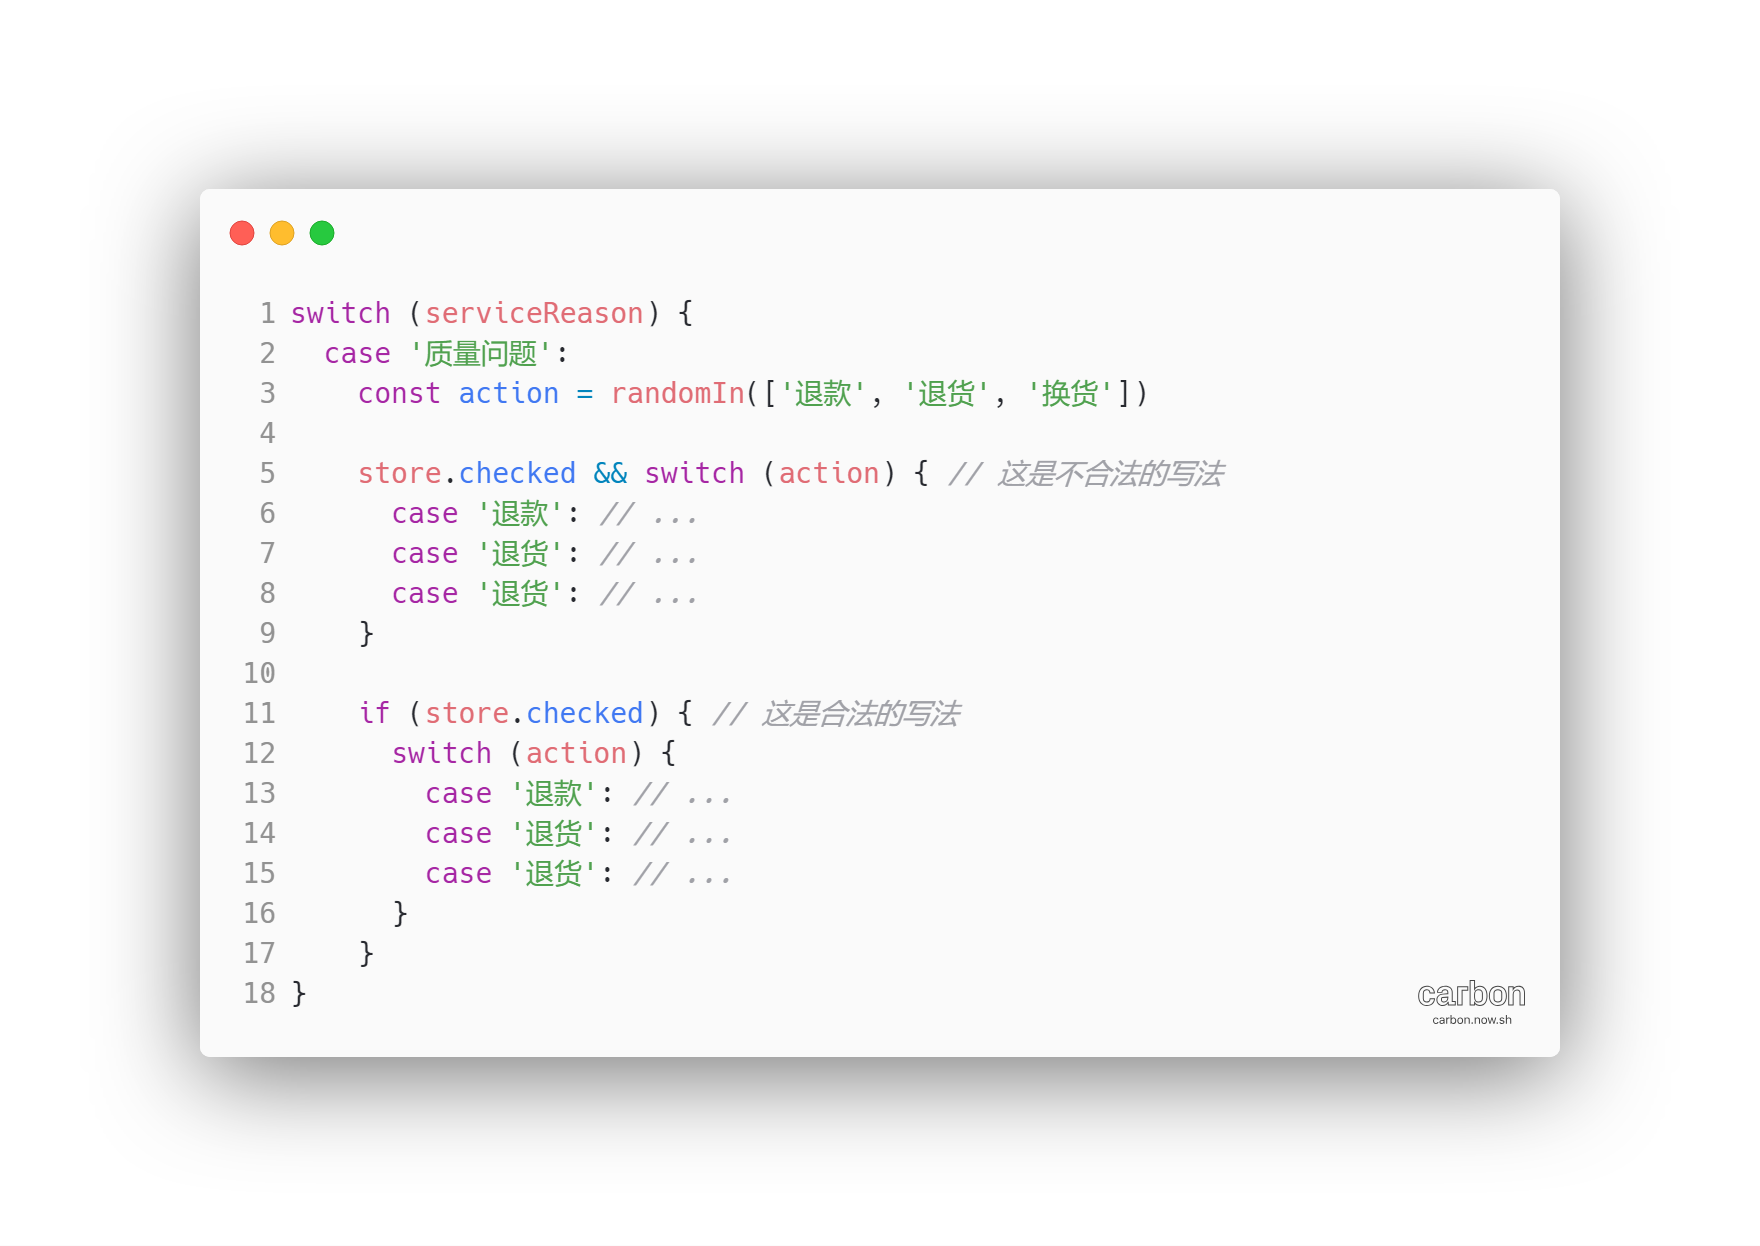 1 switch (serviceReason) {
2   case '质量问题':
3     const action = randomIn(['退款', '退货', '换货'])
4
5     store.checked && switch (action) { // 这是不合法的写法
6       case '退款': // ...
7       case '退货': // ...
8       case '退货': // ...
9     }
10
11     if (store.checked) { // 这是合法的写法
12       switch (action) {
13         case '退款': // ...
14         case '退货': // ...
15         case '退货': // ...
16       }
17     }
18 }
carbon
carbon.now.sh